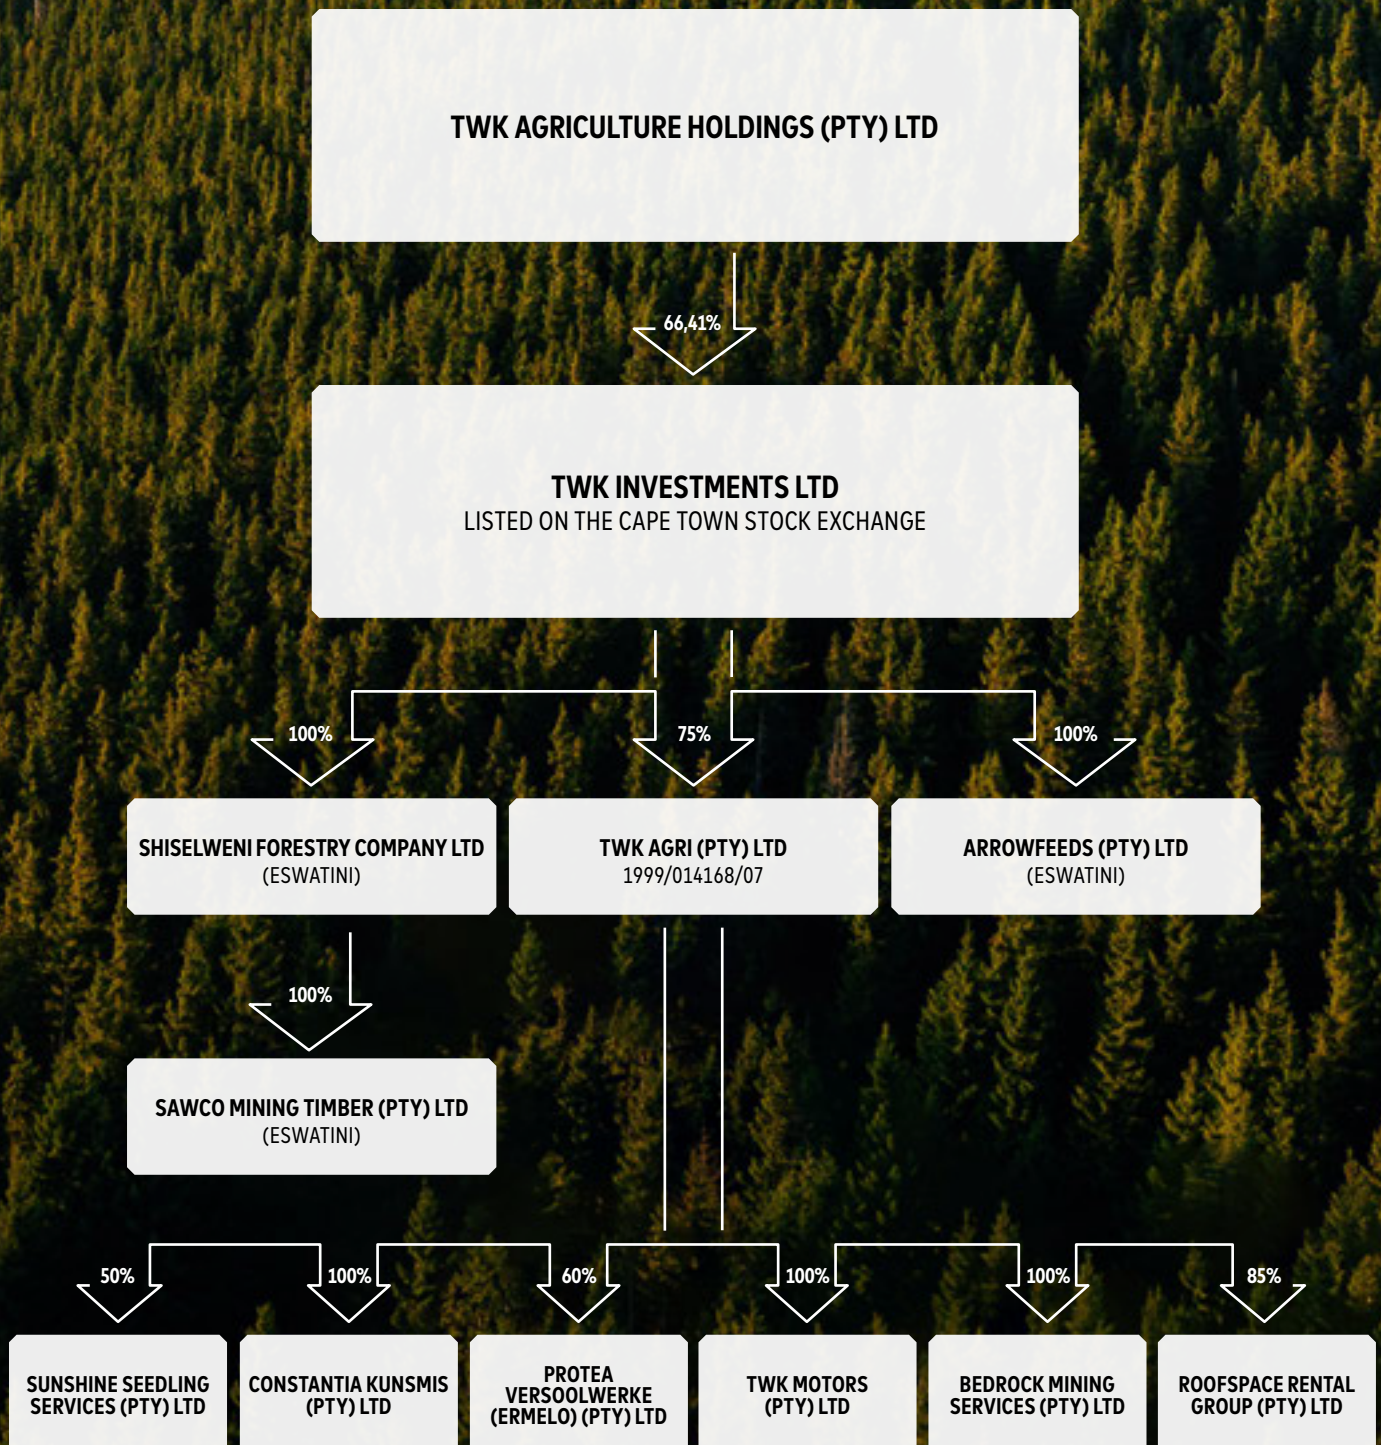 TWK AGRICULTURE HOLDINGS (PTY) LTD
66,41%
TWK INVESTMENTS LTD
LISTED ON THE CAPE TOWN STOCK EXCHANGE
100%
75%
100%
SHISELWENI FORESTRY COMPANY LTD
(ESWATINI)
TWK AGRI (PTY) LTD
1999/014168/07
ARROWFEEDS (PTY) LTD
(ESWATINI)
100%
SAWCO MINING TIMBER (PTY) LTD
(ESWATINI)
50%
100%
60%
100%
100%
85%
SUNSHINE SEEDLING
SERVICES (PTY) LTD
CONSTANTIA KUNSMIS
(PTY) LTD
PROTEA
VERSOOLWERKE
(ERMELO) (PTY) LTD
TWK MOTORS
(PTY) LTD
BEDROCK MINING
SERVICES (PTY) LTD
ROOFSPACE RENTAL
GROUP (PTY) LTD